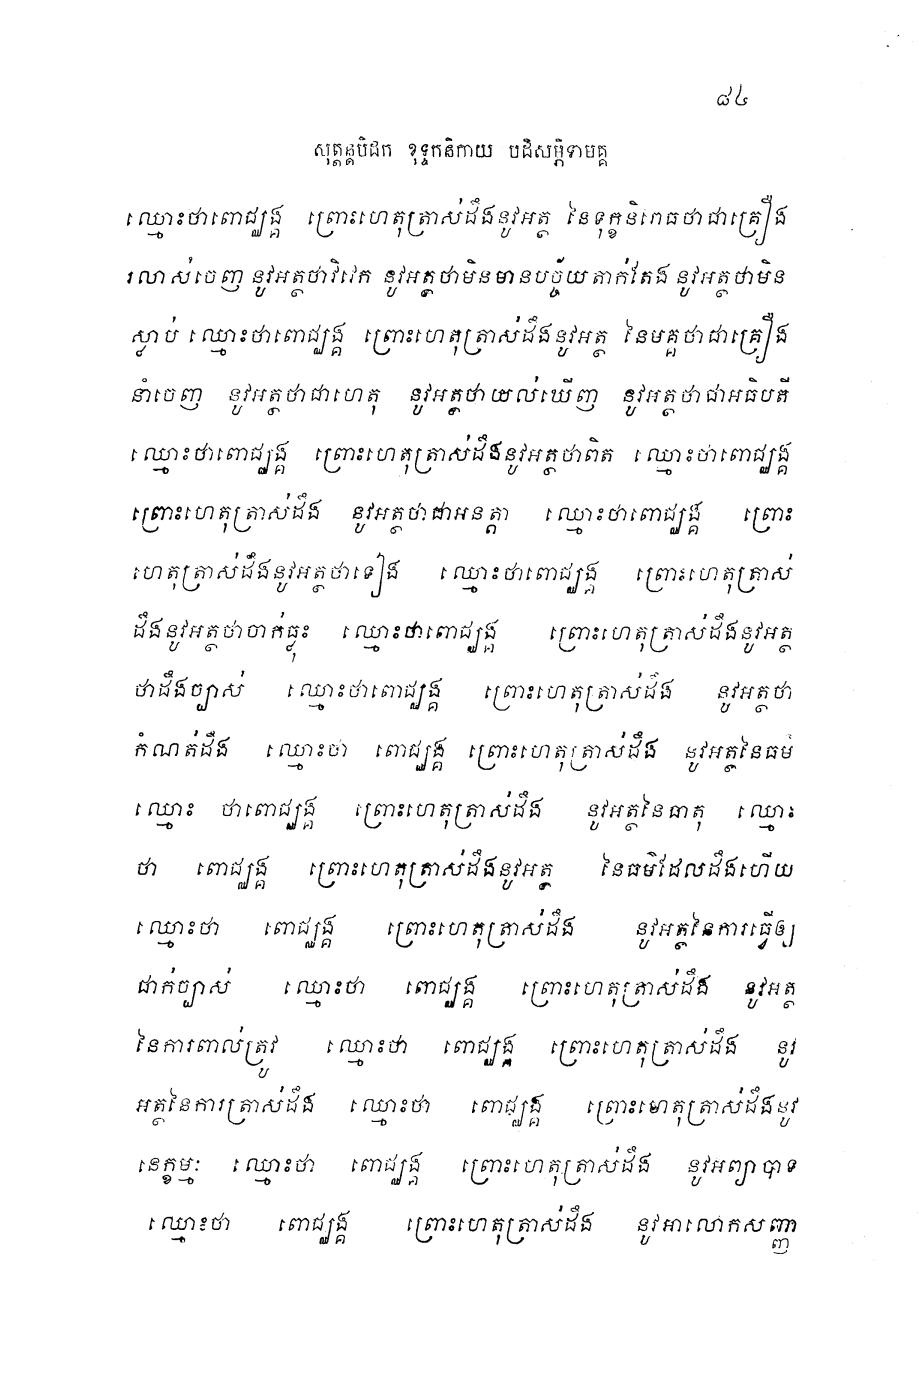 ៨៤
សុត្តន្តបិដក ខុទ្ទកនិកាយ បដិសម្ភិទាមគ្គ
ឈ្មោះថាពោជ្ឈង្គ ព្រោះហេតុត្រាស់ដឹងនូវអត្ថ នៃទុក្ខនិរោធថាជាគ្រឿង
រលាស់ចេញ នូវអត្ថថាវិវេក នូវអត្ថថាមិនមានបច្ច័យតាក់តែង នូវអត្ថថាមិន
ស្លាប់ ឈ្មោះថាពោជ្ឈង្គ ព្រោះហេតុត្រាស់ដឹងនូវអត្ថ នៃមគ្គថាជាគ្រឿង
នាំចេញ នូវអត្ថថាជាហេតុ នូវអត្ថថាយល់ឃើញ នូវអត្ថថាជាអធិបតី
ឈ្មោះថាពោជ្ឈង្គ ព្រោះហេតុត្រាស់ដឹងនូវអត្ថថាពិត ឈ្មោះថាពោជ្ឈង្គ
ព្រោះហេតុត្រាស់ដឹង នូវអត្ថថាជាអនត្តា ឈ្មោះថាពោជ្ឈង្គ ព្រោះ
ហេតុត្រាស់ដឹងនូវអត្ថថាទៀង ឈ្មោះថាពោជ្ឈង្គ ព្រោះហេតុត្រាស់
ដឹងនូវអត្ថថាចាក់ធ្លុះ ឈ្មោះថាពោជ្ឈង្គ ព្រោះហេតុត្រាស់ដឹងនូវអត្ថ
ថាដឹងច្បាស់ ឈ្មោះថាពោជ្ឈង្គ ព្រោះហេតុត្រាស់ដឹង នូវអត្ថថា
កំណត់ដឹង ឈ្មោះថា ពោជ្ឈង្គ ព្រោះហេតុត្រាស់ដឹង នូវអត្ថនៃធម៌
ឈ្មោះ ថាពោជ្ឈង្គ ព្រោះហេតុត្រាស់ដឹង នូវអត្ថនៃធាតុ ឈ្មោះ
ថា ពោជ្ឈង្គ ព្រោះហេតុត្រាស់ដឹងនូវអត្ថ នៃធម៌ដែលដឹងហើយ
ឈ្មោះថា ពោជ្ឈង្គ ព្រោះហេតុត្រាស់ដឹង នូវអត្ថនៃការធ្វើឲ្យ
ជាក់ច្បាស់ ឈ្មោះថា ពោជ្ឈង្គ ព្រោះហេតុត្រាស់ដឹង នូវអត្ថ
នៃការពាល់ត្រូវ ឈ្មោះថា ពោជ្ឈង្គ ព្រោះហេតុត្រាស់ដឹង នូវ
អត្ថនៃការត្រាស់ដឹង ឈ្មោះថា ពោជ្ឈង្គ ព្រោះហេតុត្រាស់ដឹងនូវ
នេក្ខម្មៈ ឈ្មោះថា ពោជ្ឈង្គ ព្រោះហេតុត្រាស់ដឹង នូវអព្យាបាទ
ឈ្មោះថា ពោជ្ឈង្គ ព្រោះហេតុត្រាស់ដឹង នូវអាលោកសញ្ញា